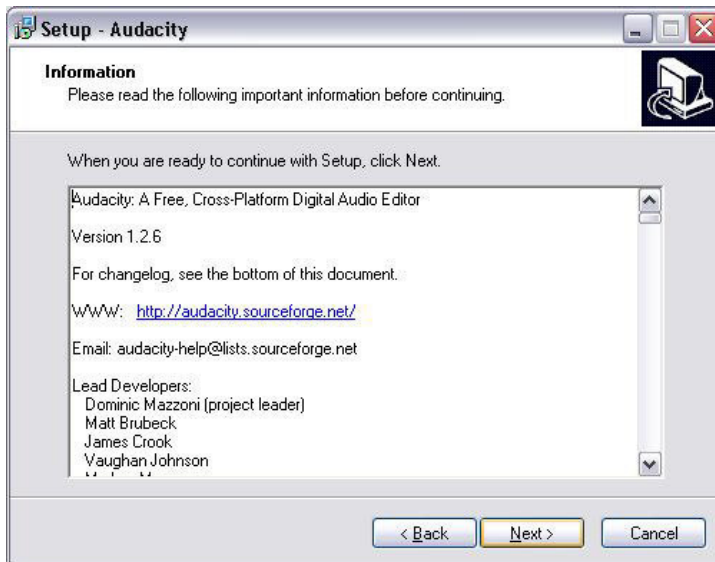 Setup - Audacity
Information
Please read the following important information before continuing.
When you are ready to continue with Setup, click Next.
Audacity: A Free, Cross-Platform Digital Audio Editor
Version 1.2.6
For changelog, see the bottom of this document.
WWW: http://audacity.sourceforge.net/
Email: audacity-help@lists.sourceforge.net
Lead Developers:
Dominic Mazzoni (project leader)
Matt Brubeck
James Crook
Vaughan Johnson
< Back Next > Cancel